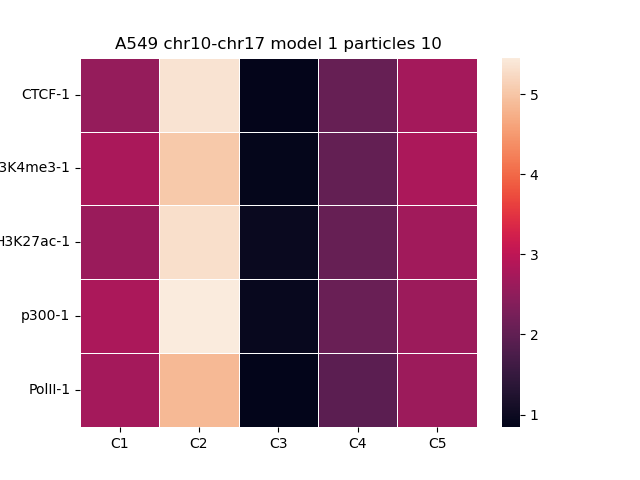 A549 chr10-chr17 model 1 particles 10
CTCF-1
3K4me3-1
H3K27ac-1
p300-1
PolII-1
C1 C2 C3 C4 C5
5
4
3
2
1